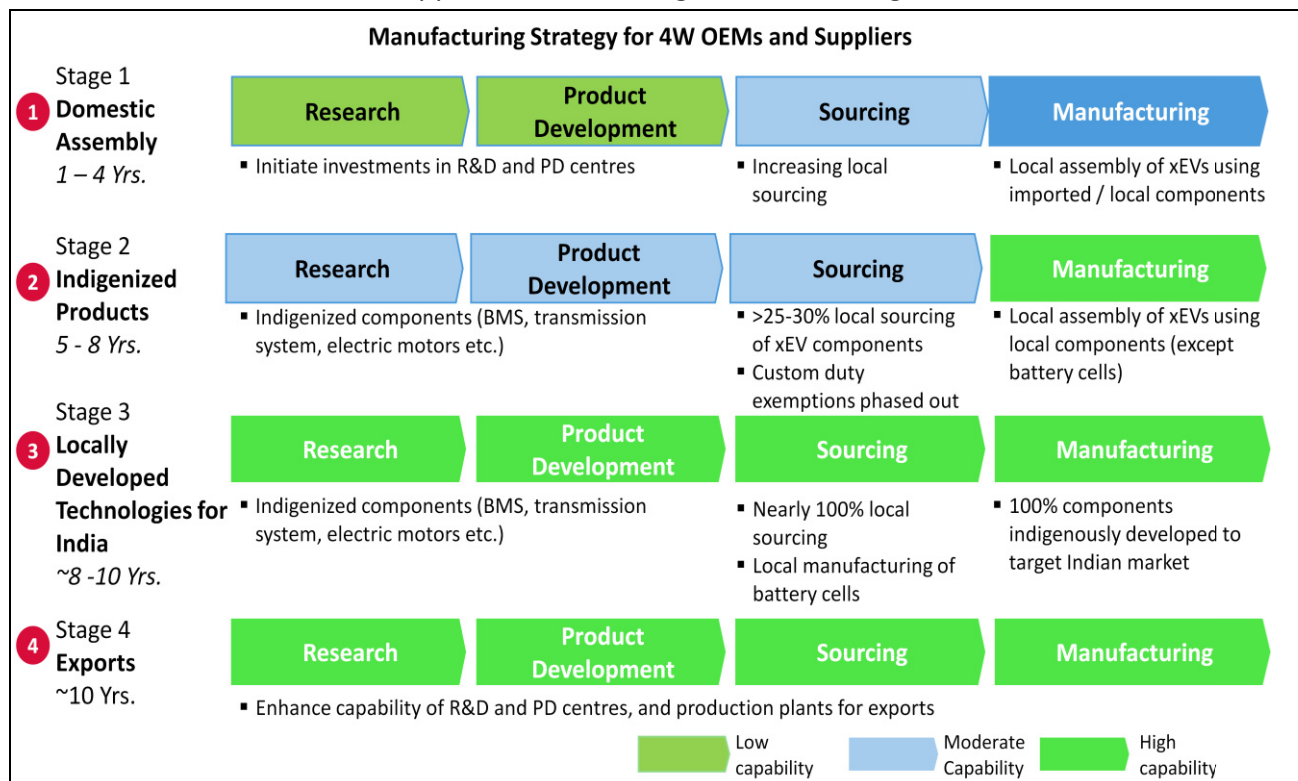 Manufacturing Strategy for 4W OEMs and Suppliers
1
Stage 1
Domestic
Assembly
1 – 4 Yrs.
Research
Product
Development
Sourcing
Manufacturing
▪ Initiate investments in R&D and PD centres
▪ Increasing local
sourcing
▪ Local assembly of xEVs using
imported / local components
2
Stage 2
Indigenized
Products
5 - 8 Yrs.
Research
Product
Development
Sourcing
Manufacturing
▪ Indigenized components (BMS, transmission
system, electric motors etc.)
▪ >25-30% local sourcing
of xEV components
▪ Custom duty
exemptions phased out
▪ Local assembly of xEVs using
local components (except
battery cells)
3
Stage 3
Locally
Developed
Technologies for
India
~8 -10 Yrs.
Research
Product
Development
Sourcing
Manufacturing
▪ Indigenized components (BMS, transmission
system, electric motors etc.)
▪ Nearly 100% local
sourcing
▪ Local manufacturing of
battery cells
▪ 100% components
indigenously developed to
target Indian market
4
Stage 4
Exports
~10 Yrs.
Research
Product
Development
Sourcing
Manufacturing
▪ Enhance capability of R&D and PD centres, and production plants for exports
Low
capability
Moderate
Capability
High
capability